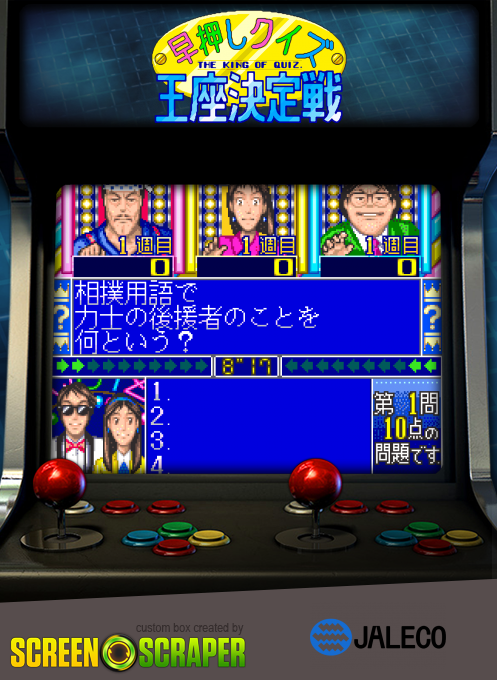 早押しクイズ
THE KING OF QUIZ.
王座決定戦
1週目
1週目
1週目
0
0
0
相撲用語で
力士の後援者のことを
何という？
8"17
1.
2.
3.
4.
第 1問
10点の
問題です
custom box created by
SCREEN SCRAPER
JALECO